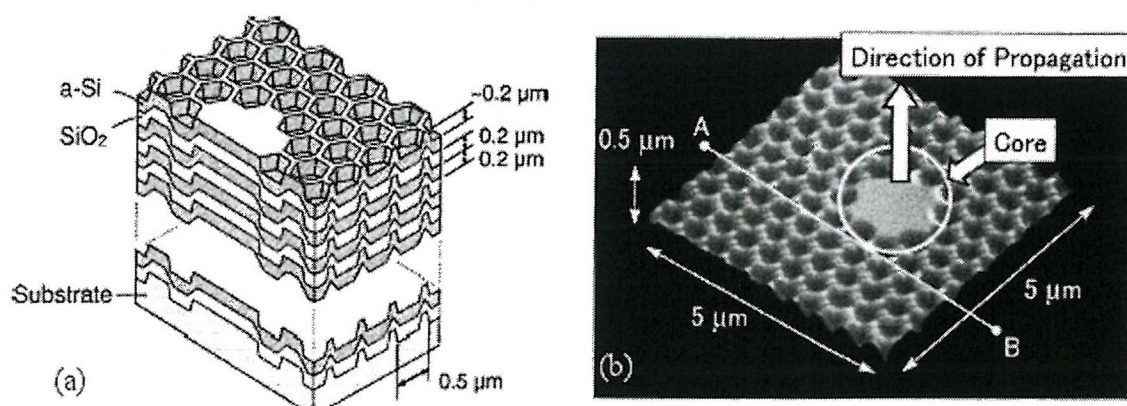 a-Si
SiO₂
~0.2 μm
0.2 μm
0.2 μm
Substrate
0.5 μm
(a)
Direction of Propagation
A
0.5 μm
Core
5 μm
5 μm
B
(b)